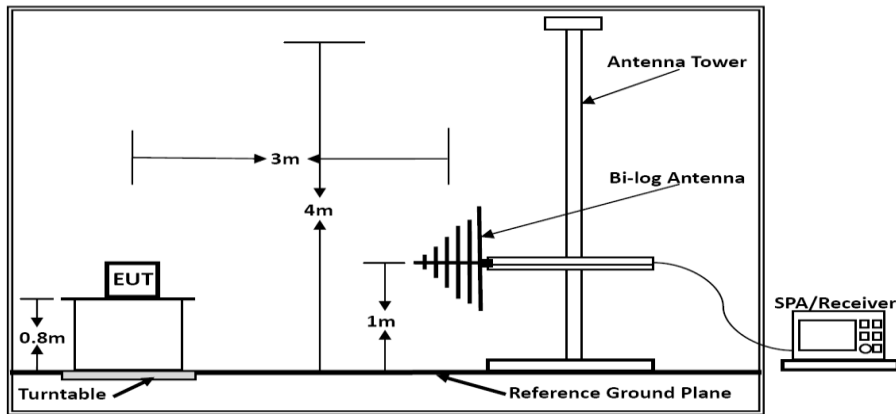 Antenna Tower
3m
Bi-log Antenna
4m
EUT
SPA/Receiver
0.8m
1m
Turntable
Reference Ground Plane